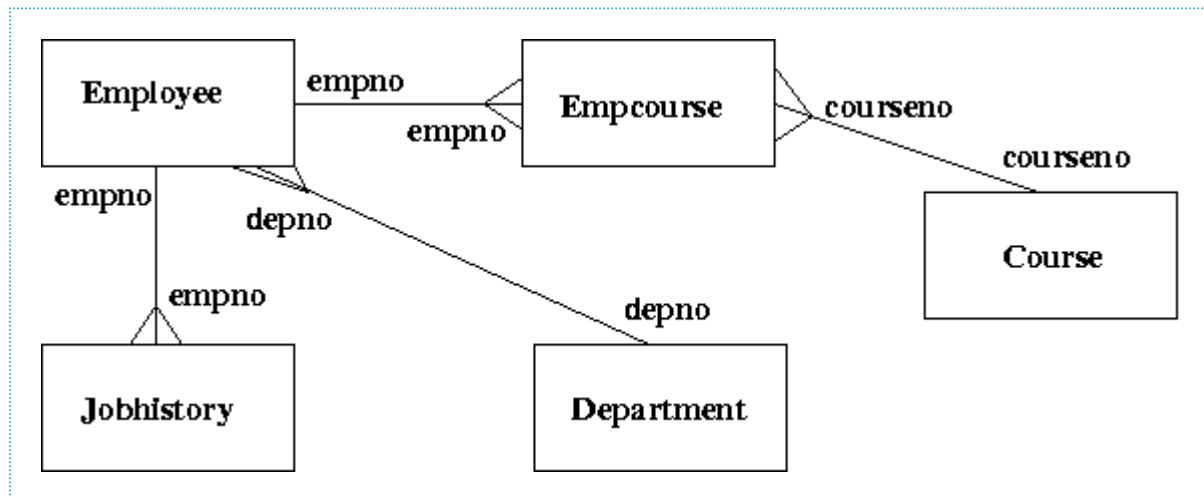 Employee
empno
empno
Empcourse
courseno
courseno
Course
empno
depno
empno
depno
Jobhistory
Department